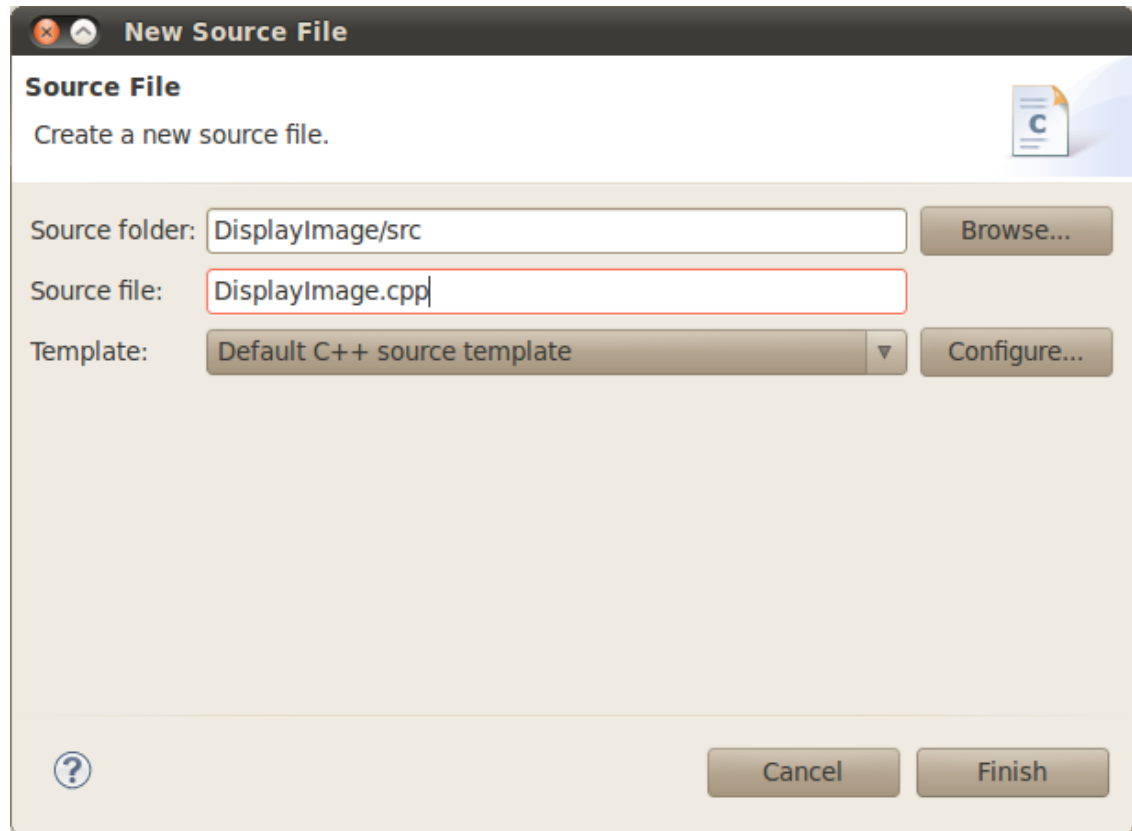 New Source File
Source File
Create a new source file.
C
Source folder: DisplayImage/src Browse...
Source file: DisplayImage.cpp
Template: Default C++ source template Configure...
? Cancel Finish